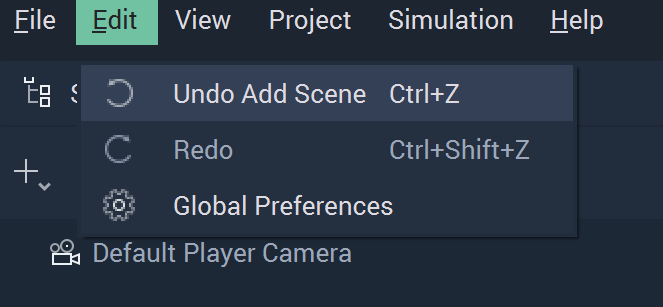 File Edit View Project Simulation Help
Undo Add Scene Ctrl+Z
Redo Ctrl+Shift+Z
Global Preferences
Default Player Camera